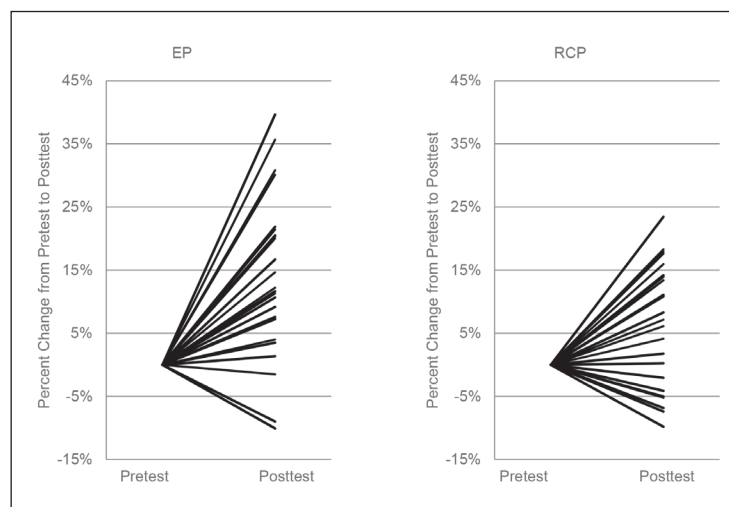 EP
45%
35%
25%
15%
5%
-5%
-15%
Percent Change from Pretest to Posttest
Pretest
Posttest
RCP
45%
35%
25%
15%
5%
-5%
-15%
Percent Change from Pretest to Posttest
Pretest
Posttest